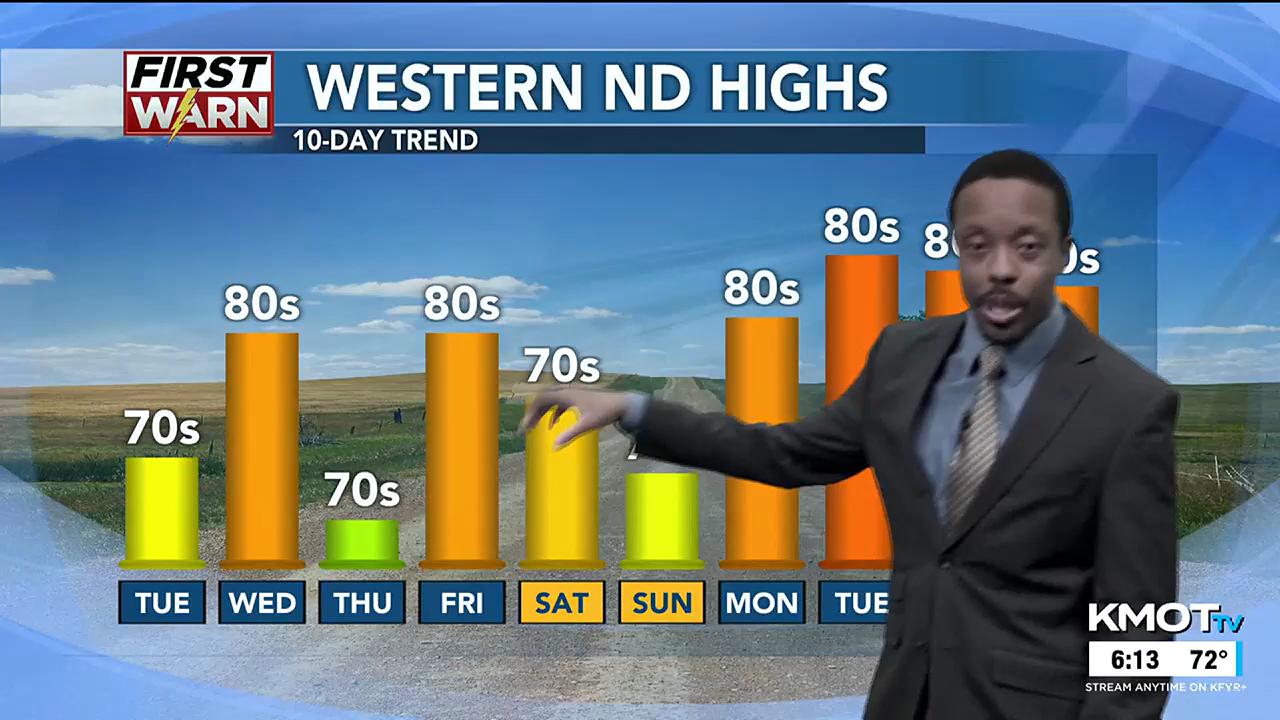 FIRST
WARN
WESTERN ND HIGHS
10-DAY TREND
80s
80s
80s
80s
70s
70s
70s
TUE
WED
THU
FRI
SAT
SUN
MON
TUE
KMOT TV
6:13 72°
STREAM ANYTIME ON KFYR+